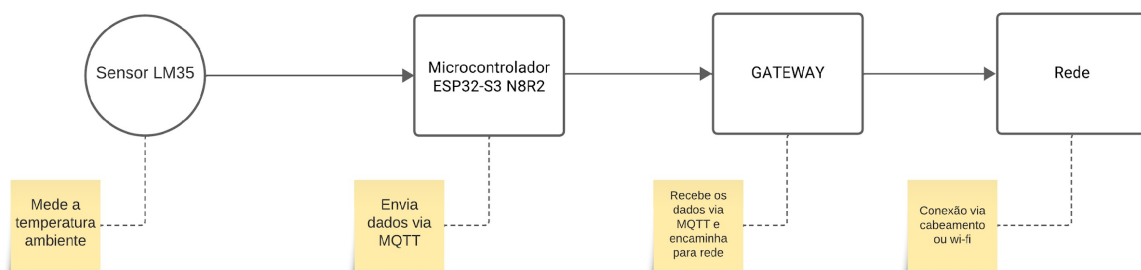 Sensor LM35
Microcontrolador
ESP32-S3 N8R2
GATEWAY
Rede
Mede a
temperatura
ambiente
Envia
dados via
MQTT
Recebe os
dados via
MQTT e
encaminha
para rede
Conexão via
cabeamento
ou wi-fi